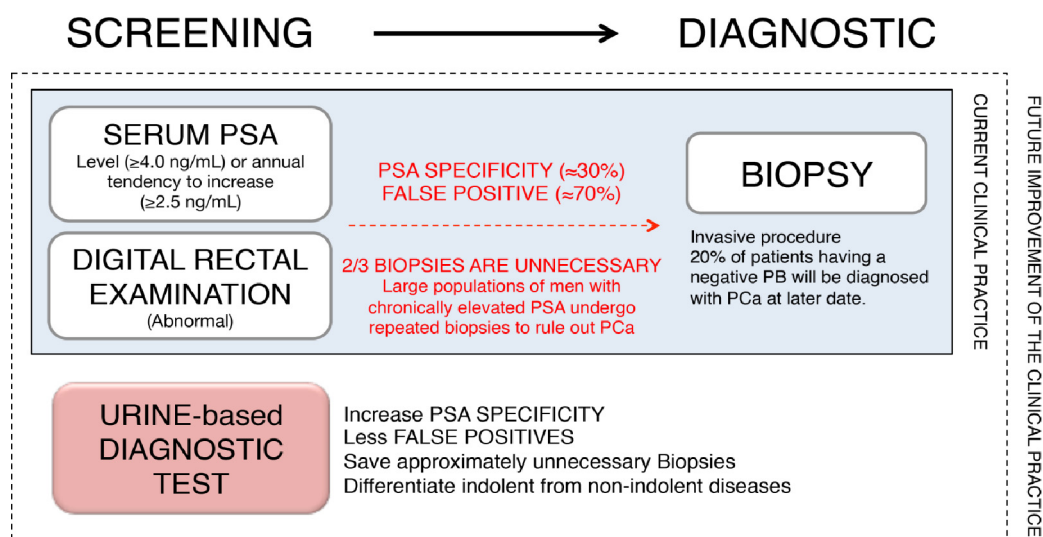 SCREENING
DIAGNOSTIC
SERUM PSA
Level (≥4.0 ng/mL) or annual
tendency to increase
(≥2.5 ng/mL)
DIGITAL RECTAL
EXAMINATION
(Abnormal)
PSA SPECIFICITY (≈30%)
FALSE POSITIVE (≈70%)
2/3 BIOPSIES ARE UNNECESSARY
Large populations of men with
chronically elevated PSA undergo
repeated biopsies to rule out PCa
BIOPSY
Invasive procedure
20% of patients having a
negative PB will be diagnosed
with PCa at later date.
CURRENT CLINICAL PRACTICE
FUTURE IMPROVEMENT OF THE CLINICAL PRACTICE
URINE-based
DIAGNOSTIC
TEST
Increase PSA SPECIFICITY
Less FALSE POSITIVES
Save approximately unnecessary Biopsies
Differentiate indolent from non-indolent diseases